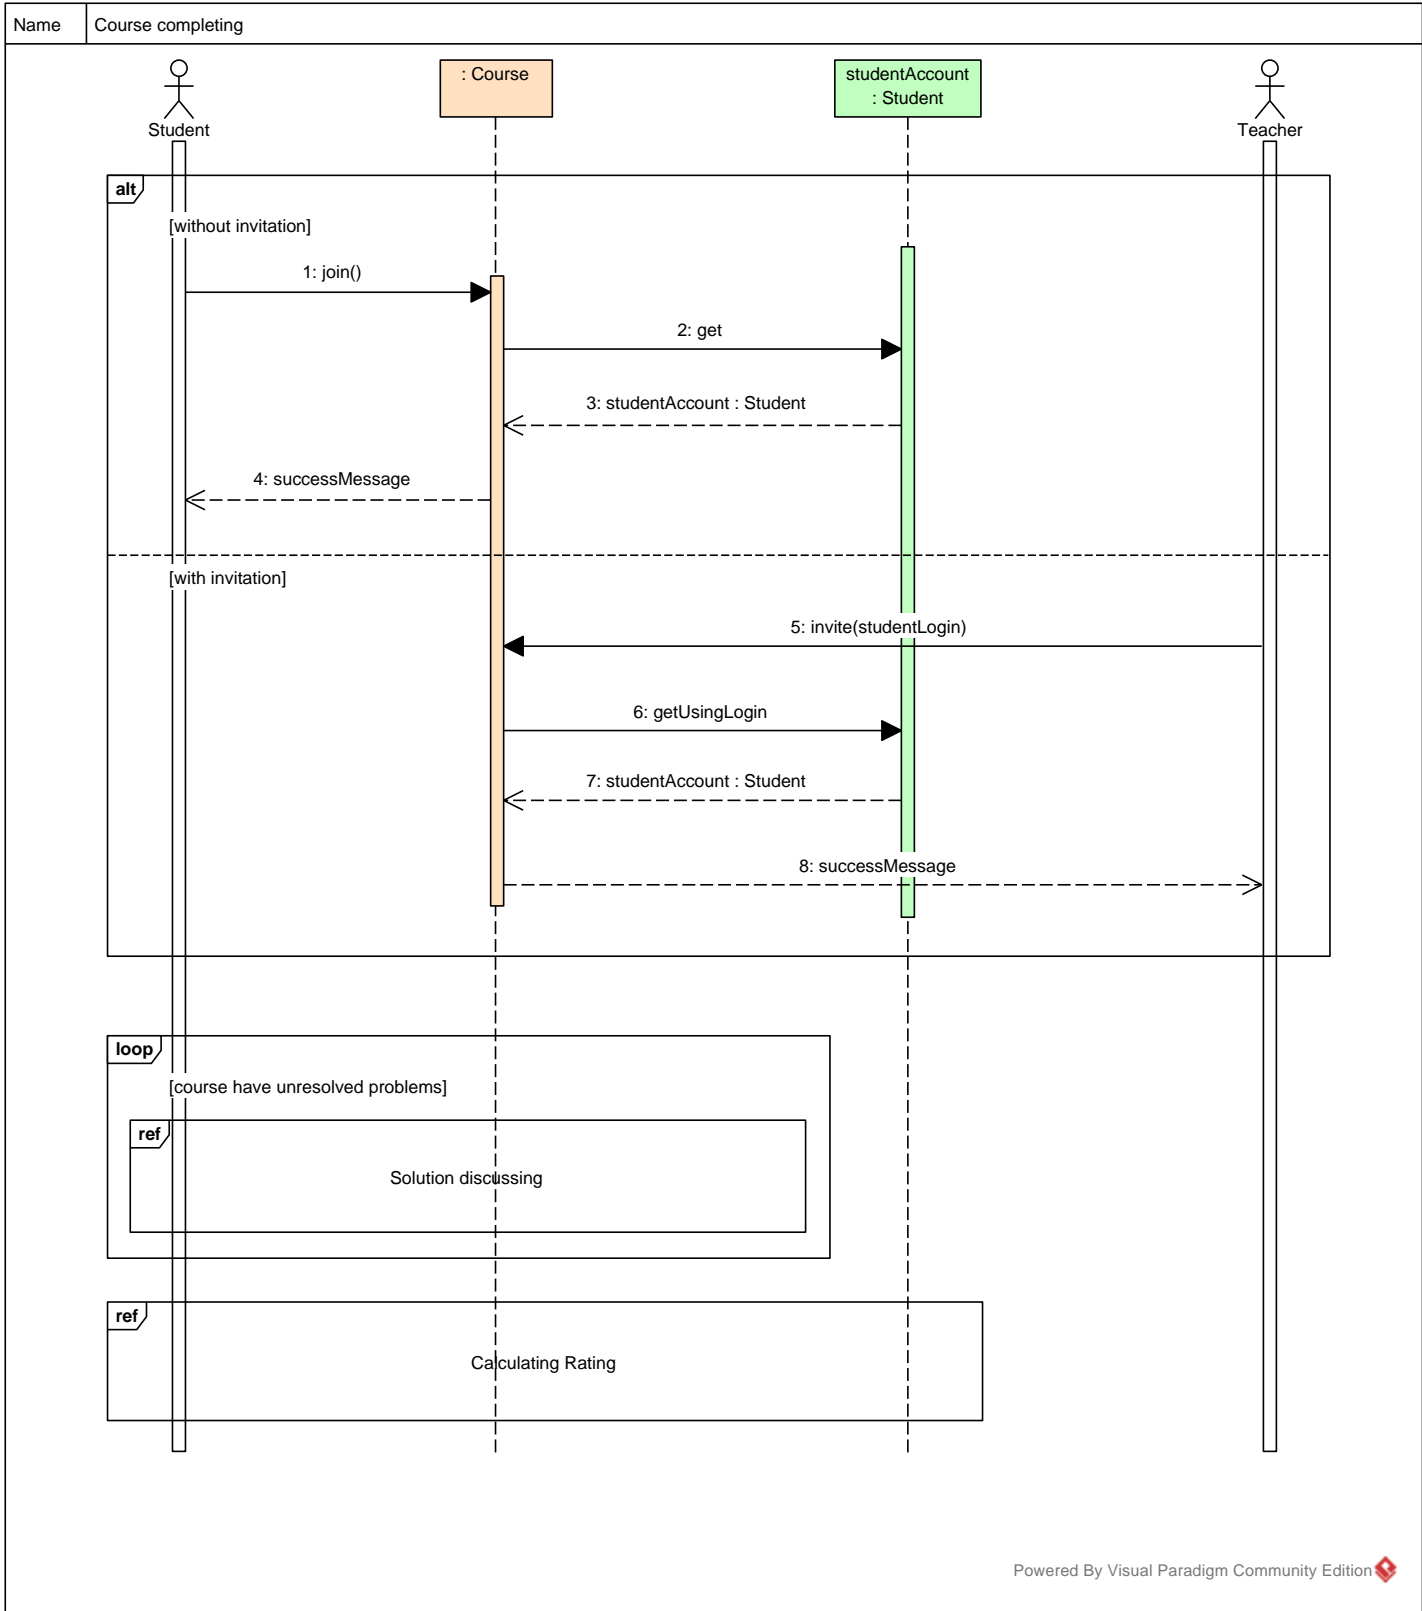 Name
Course completing
Student
: Course
studentAccount
: Student
Teacher
alt
[without invitation]
1: join()
2: get
3: studentAccount : Student
4: successMessage
[with invitation]
5: invite(studentLogin)
6: getUsingLogin
7: studentAccount : Student
8: successMessage
loop
[course have unresolved problems]
ref
Solution discussing
ref
Calculating Rating
Powered By Visual Paradigm Community Edition